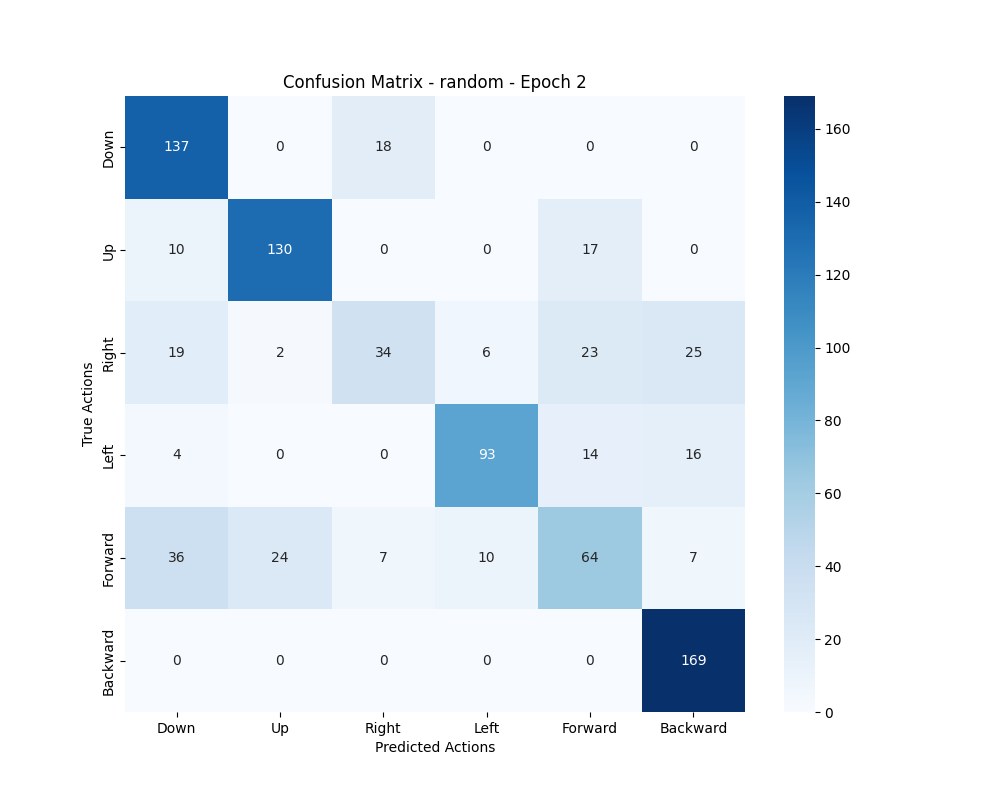 Confusion Matrix - random - Epoch 2
True Actions
Down 137 0 18 0 0 0
Up 10 130 0 0 17 0
Right 19 2 34 6 23 25
Left 4 0 0 93 14 16
Forward 36 24 7 10 64 7
Backward 0 0 0 0 0 169
Down Up Right Left Forward Backward
Predicted Actions
160
140
120
100
80
60
40
20
0